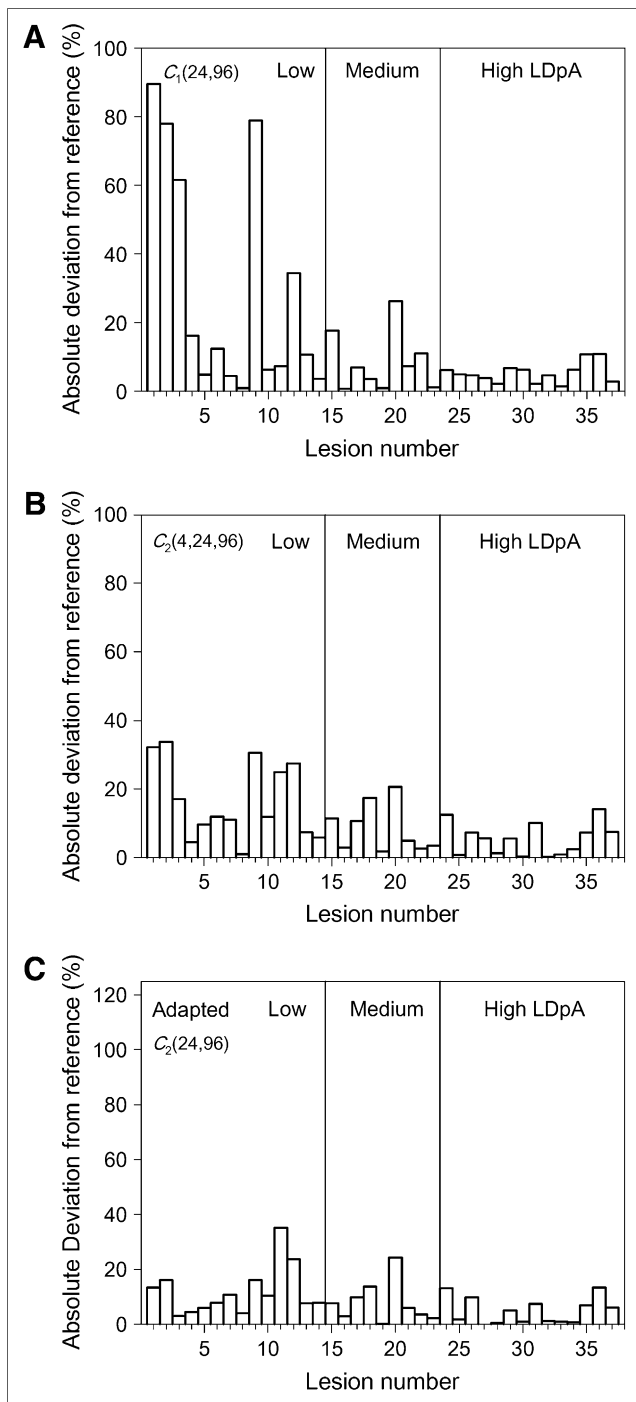 A
Absolute deviation from reference (%)
100
80
60
40
20
0
C₁(24,96) Low Medium High LDpA
5 10 15 20 25 30 35
Lesion number
B
Absolute deviation from reference (%)
100
80
60
40
20
0
C₂(4,24,96) Low Medium High LDpA
5 10 15 20 25 30 35
Lesion number
C
Absolute Deviation from reference (%)
120
100
80
60
40
20
0
Adapted Low Medium High LDpA
C₂(24,96)
5 10 15 20 25 30 35
Lesion number